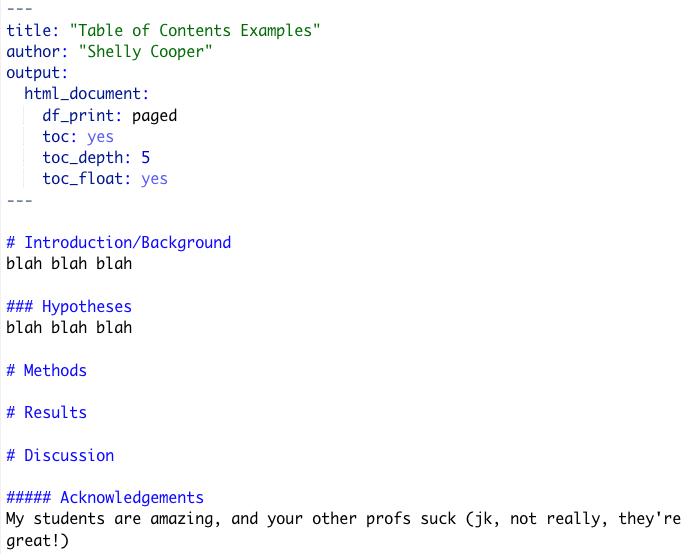 ---
title: "Table of Contents Examples"
author: "Shelly Cooper"
output:
  html_document:
    df_print: paged
    toc: yes
    toc_depth: 5
    toc_float: yes
---

# Introduction/Background
blah blah blah

### Hypotheses
blah blah blah

# Methods

# Results

# Discussion

##### Acknowledgements
My students are amazing, and your other profs suck (jk, not really, they're
great!)